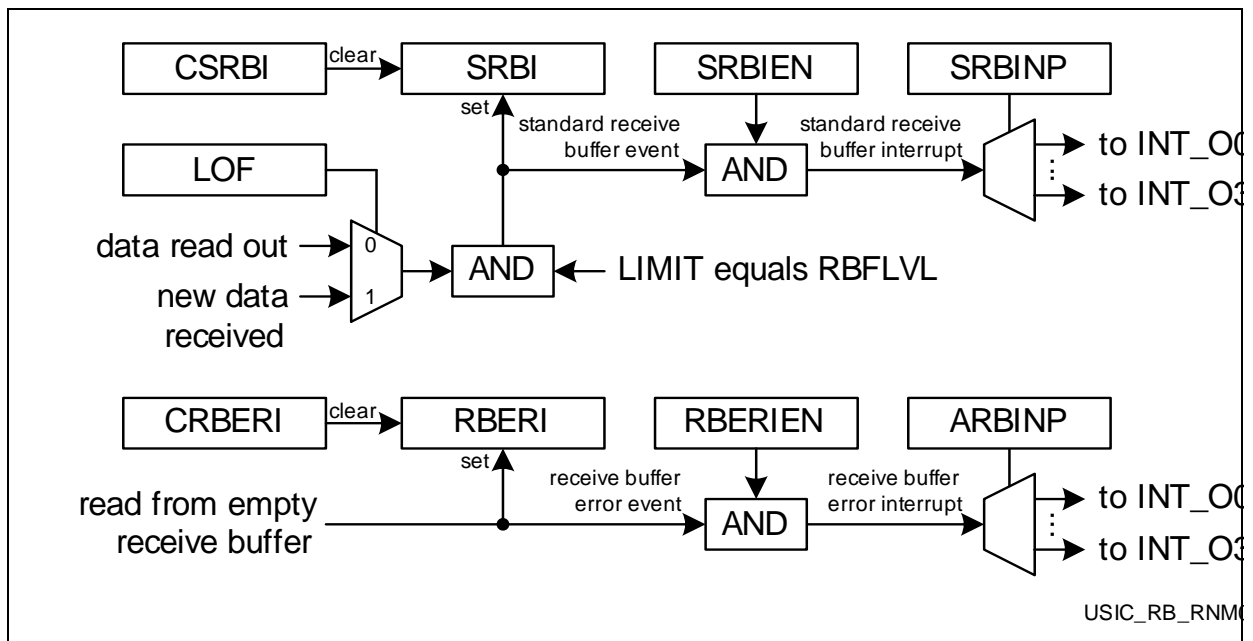 CSRBI
clear
SRBI
SRBIEN
SRBINP
set
standard receive
buffer event
standard receive
buffer interrupt
to INT_O0
LOF
AND
to INT_O3
data read out
0
AND
LIMIT equals RBFLVL
new data
received
1
CRBERI
clear
RBERI
RBERIEN
ARBINP
set
receive buffer
error event
receive buffer
error interrupt
to INT_O0
read from empty
receive buffer
AND
to INT_O3
USIC_RB_RNM